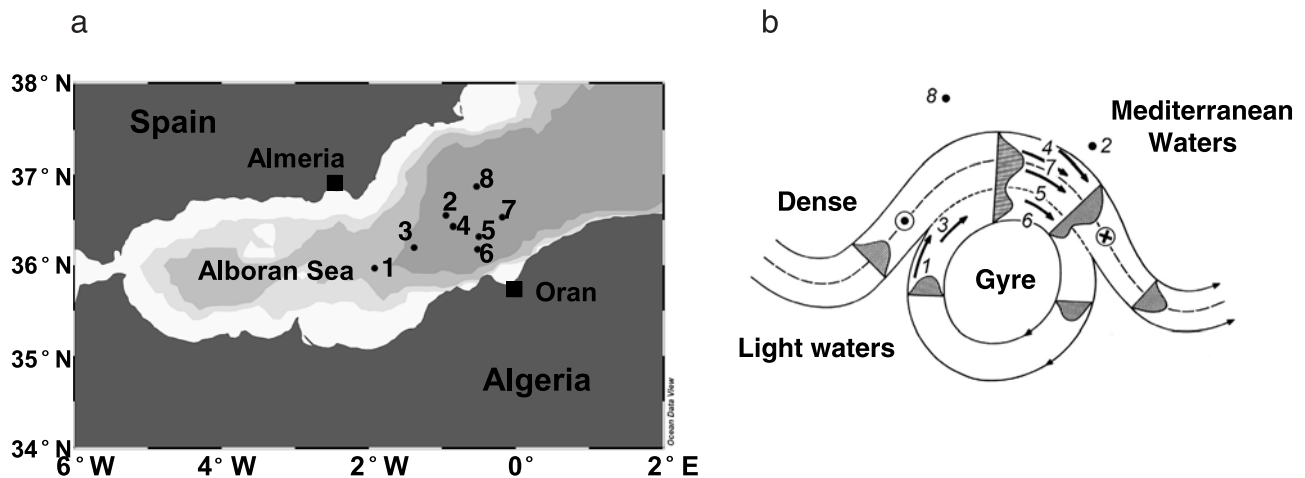 a
38° N
37° N
36° N
35° N
34° N
6° W
4° W
2° W
0°
2° E
Spain
Almeria
8
2
7
4
3
5
6
Alboran Sea
1
Oran
Algeria
Ocean Data View
b
8
Mediterranean
Waters
4
2
7
Dense
5
3
6
1
Gyre
Light waters